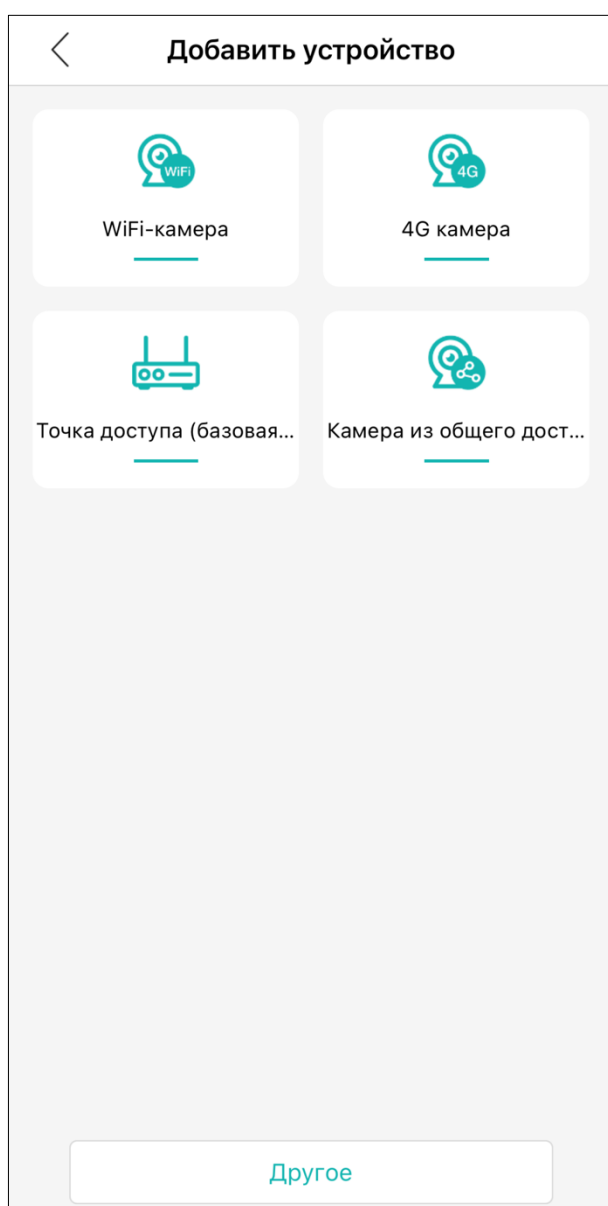 Добавить устройство
WiFi
4G
WiFi-камера
4G камера
Точка доступа (базовая...
Камера из общего дост...
Другое